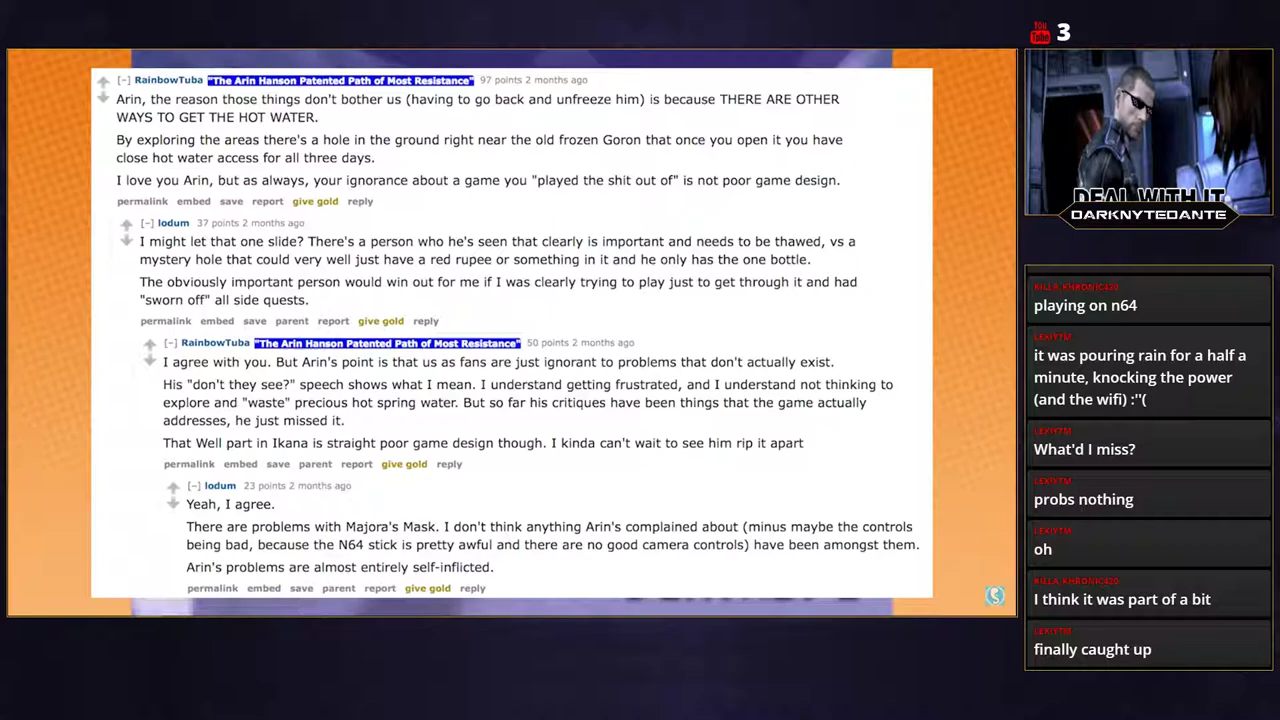 You Tube 3
[-] RainbowTuba "The Arin Hanson Patented Path of Most Resistance" 97 points 2 months ago
Arin, the reason those things don't bother us (having to go back and unfreeze him) is because THERE ARE OTHER
WAYS TO GET THE HOT WATER.
By exploring the areas there's a hole in the ground right near the old frozen Goron that once you open it you have
close hot water access for all three days.
I love you Arin, but as always, your ignorance about a game you "played the shit out of" is not poor game design.
permalink embed save report give gold reply
[-] lodum 37 points 2 months ago
I might let that one slide? There's a person who he's seen that clearly is important and needs to be thawed, vs a
mystery hole that could very well just have a red rupee or something in it and he only has the one bottle.
The obviously important person would win out for me if I was clearly trying to play just to get through it and had
"sworn off" all side quests.
permalink embed save parent report give gold reply
[-] RainbowTuba "The Arin Hanson Patented Path of Most Resistance" 50 points 2 months ago
I agree with you. But Arin's point is that us as fans are just ignorant to problems that don't actually exist.
His "don't they see?" speech shows what I mean. I understand getting frustrated, and I understand not thinking to
explore and "waste" precious hot spring water. But so far his critiques have been things that the game actually
addresses, he just missed it.
That Well part in Ikana is straight poor game design though. I kinda can't wait to see him rip it apart
permalink embed save parent report give gold reply
[-] lodum 23 points 2 months ago
Yeah, I agree.
There are problems with Majora's Mask. I don't think anything Arin's complained about (minus maybe the controls
being bad, because the N64 stick is pretty awful and there are no good camera controls) have been amongst them.
Arin's problems are almost entirely self-inflicted.
permalink embed save parent report give gold reply
DEAL WITH IT
DARKNYTEDANTE
KILLA_KHRONIC420
playing on n64
LEXIYTM
it was pouring rain for a half a
minute, knocking the power
(and the wifi) :''(
LEXIYTM
What'd I miss?
LEXIYTM
probs nothing
LEXIYTM
oh
KILLA_KHRONIC420
I think it was part of a bit
LEXIYTM
finally caught up